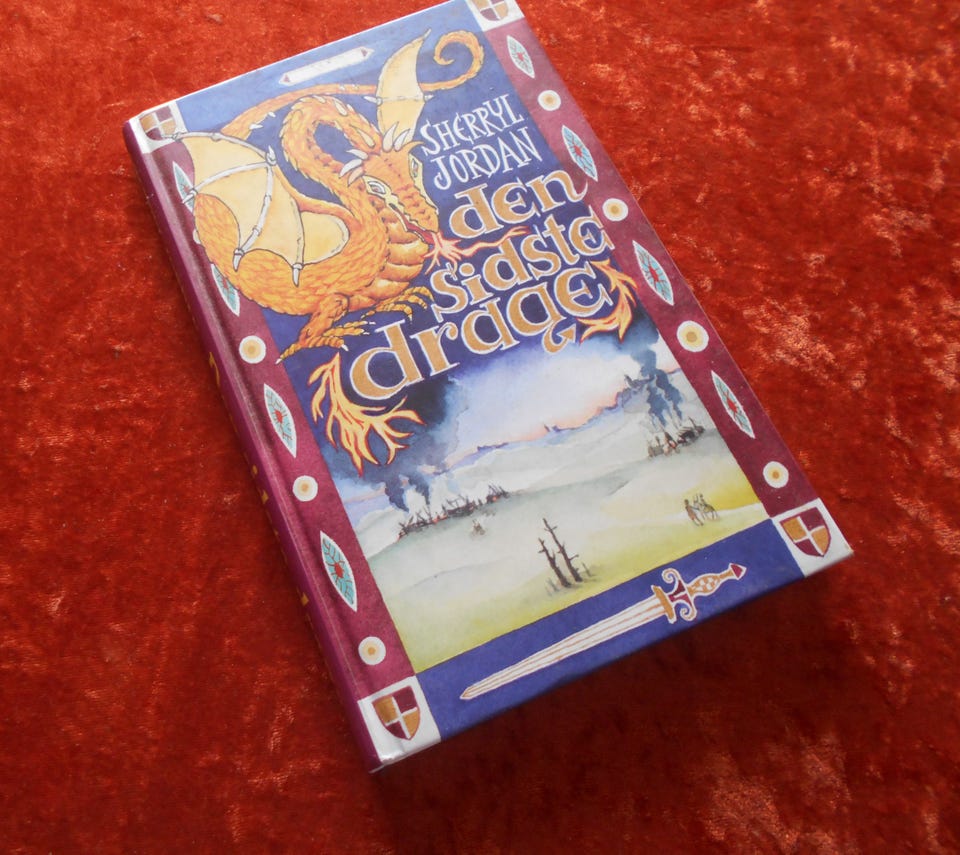 SHERRYL
JORDAN
den
sidste
drage